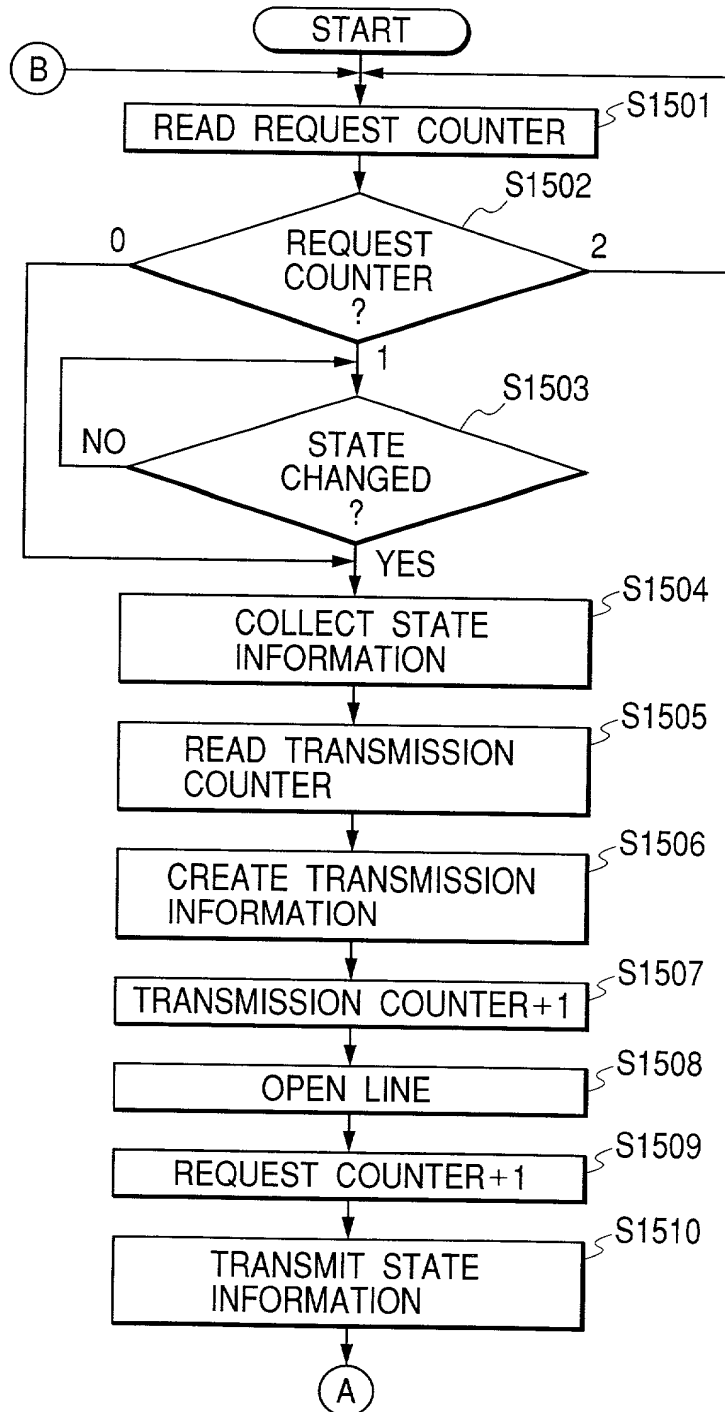 START
B
S1501
READ REQUEST COUNTER
S1502
0
REQUEST
COUNTER
?
2
1
S1503
NO
STATE
CHANGED
?
YES
S1504
COLLECT STATE
INFORMATION
S1505
READ TRANSMISSION
COUNTER
S1506
CREATE TRANSMISSION
INFORMATION
S1507
TRANSMISSION COUNTER+1
S1508
OPEN LINE
S1509
REQUEST COUNTER+1
S1510
TRANSMIT STATE
INFORMATION
A